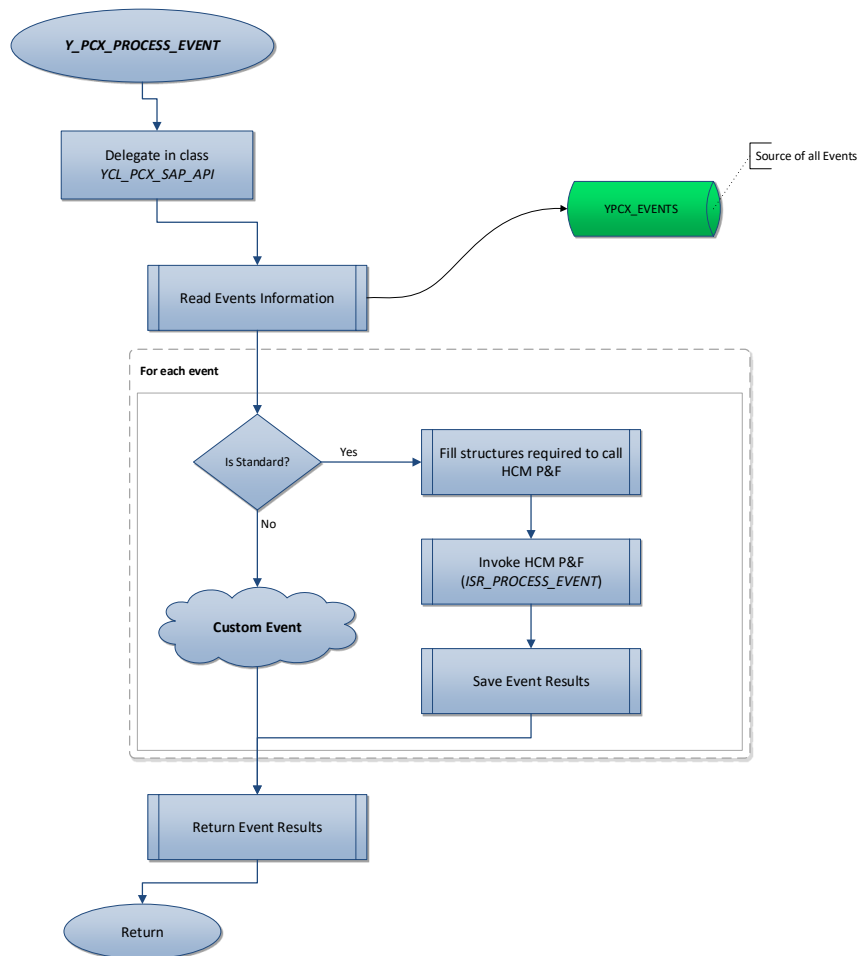 Y_PCX_PROCESS_EVENT
Delegate in class
YCL_PCX_SAP_API
Source of all Events
YPCX_EVENTS
Read Events Information
For each event
Is Standard?
Yes
Fill structures required to call
HCM P&F
No
Invoke HCM P&F
(ISR_PROCESS_EVENT)
Custom Event
Save Event Results
Return Event Results
Return